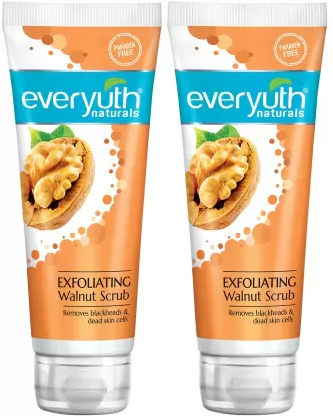 PARABEN
FREE
everyuth®
naturals
EXFOLIATING
Walnut Scrub
Removes blackheads &
dead skin cells
PARABEN
FREE
everyuth®
naturals
EXFOLIATING
Walnut Scrub
Removes blackheads &
dead skin cells